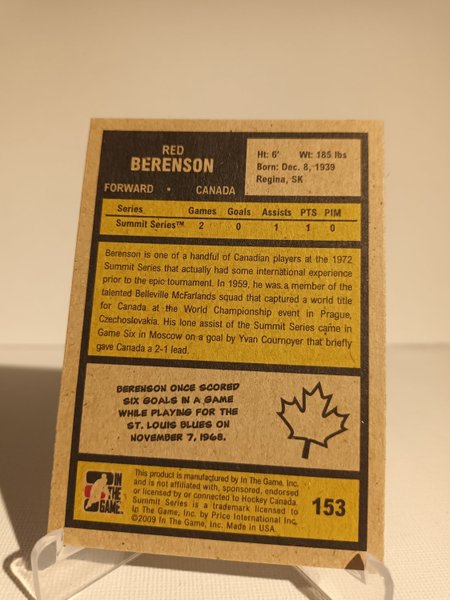 RED
BERENSON
FORWARD • CANADA
Ht: 6' Wt: 185 lbs
Born: Dec. 8, 1939
Regina, SK
Series Games Goals Assists PTS PIM
Summit Series™ 2 0 1 1 0
Berenson is one of a handful of Canadian players at the 1972
Summit Series that actually had some international experience
prior to the epic tournament. In 1959, he was a member of the
talented Belleville McFarlands squad that captured a world title
for Canada at the World Championship event in Prague,
Czechoslovakia. His lone assist of the Summit Series came in
Game Six in Moscow on a goal by Yvan Cournoyer that briefly
gave Canada a 2-1 lead.
BERENSON ONCE SCORED
SIX GOALS IN A GAME
WHILE PLAYING FOR THE
ST. LOUIS BLUES ON
NOVEMBER 7, 1968.
IN
THE
GAME
This product is manufactured by In The Game, Inc.
and is not affiliated with, sponsored, endorsed
or licensed by or connected to Hockey Canada.
Summit Series is a trademark licensed to
In The Game, Inc. by Price International Inc.
©2009 In The Game, Inc. Made in USA.
153